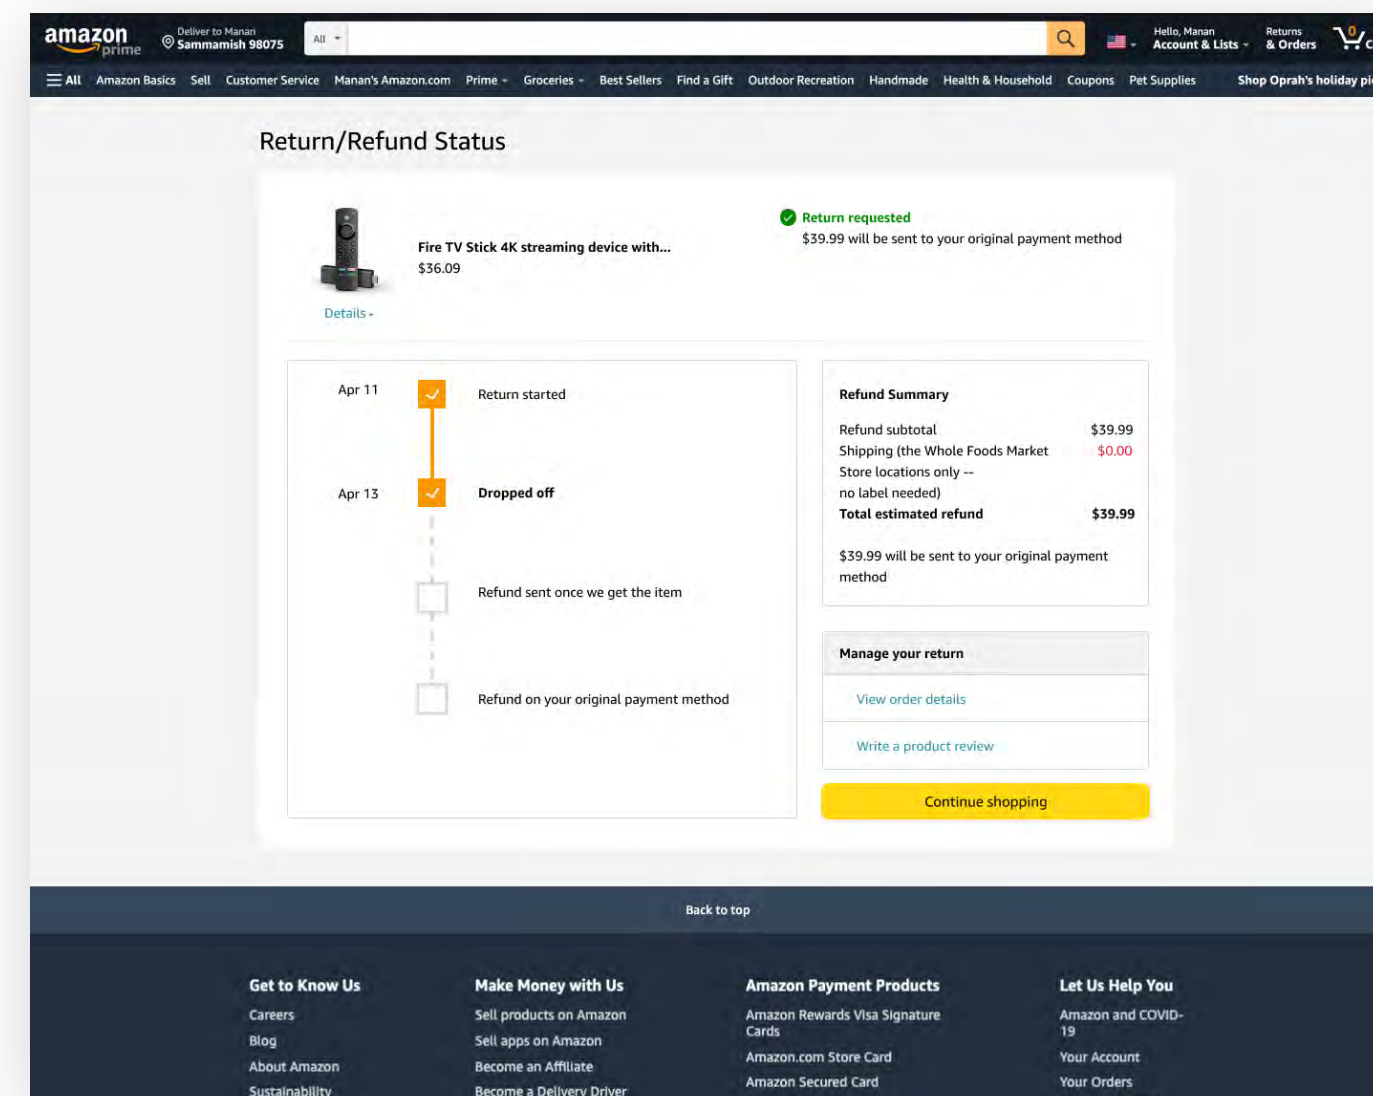 amazon
prime
Deliver to Manan
Sammamish 98075
All
Hello, Manan
Account & Lists
Returns
& Orders
0
All Amazon Basics Sell Customer Service Manan's Amazon.com Prime Groceries Best Sellers Find a Gift Outdoor Recreation Handmade Health & Household Coupons Pet Supplies Shop Oprah's holiday
Return/Refund Status
Fire TV Stick 4K streaming device with...
$36.09
Details
Return requested
$39.99 will be sent to your original payment method
Apr 11 Return started
Apr 13 Dropped off
Refund sent once we get the item
Refund on your original payment method
Refund Summary
Refund subtotal $39.99
Shipping (the Whole Foods Market $0.00
Store locations only --
no label needed)
Total estimated refund $39.99
$39.99 will be sent to your original payment
method
Manage your return
View order details
Write a product review
Continue shopping
Back to top
Get to Know Us
Careers
Blog
About Amazon
Sustainability
Make Money with Us
Sell products on Amazon
Sell apps on Amazon
Become an Affiliate
Become a Delivery Driver
Amazon Payment Products
Amazon Rewards Visa Signature
Cards
Amazon.com Store Card
Amazon Secured Card
Let Us Help You
Amazon and COVID-
19
Your Account
Your Orders